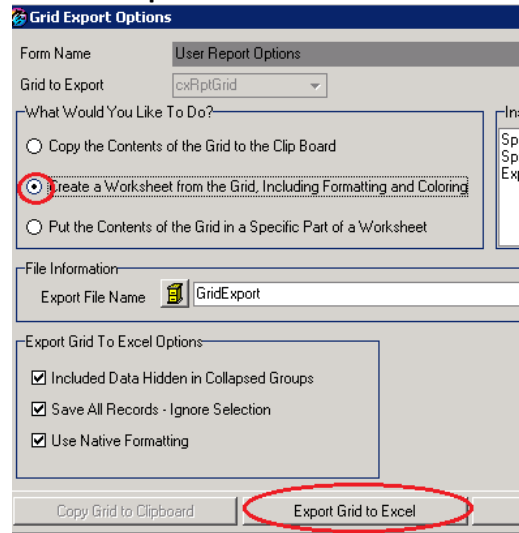 Grid Export Options
Form Name User Report Options
Grid to Export cxRptGrid
What Would You Like To Do?
Copy the Contents of the Grid to the Clip Board
Create a Worksheet from the Grid, Including Formatting and Coloring
Put the Contents of the Grid in a Specific Part of a Worksheet
File Information
Export File Name GridExport
Export Grid To Excel Options
Included Data Hidden in Collapsed Groups
Save All Records - Ignore Selection
Use Native Formatting
Copy Grid to Clipboard Export Grid to Excel